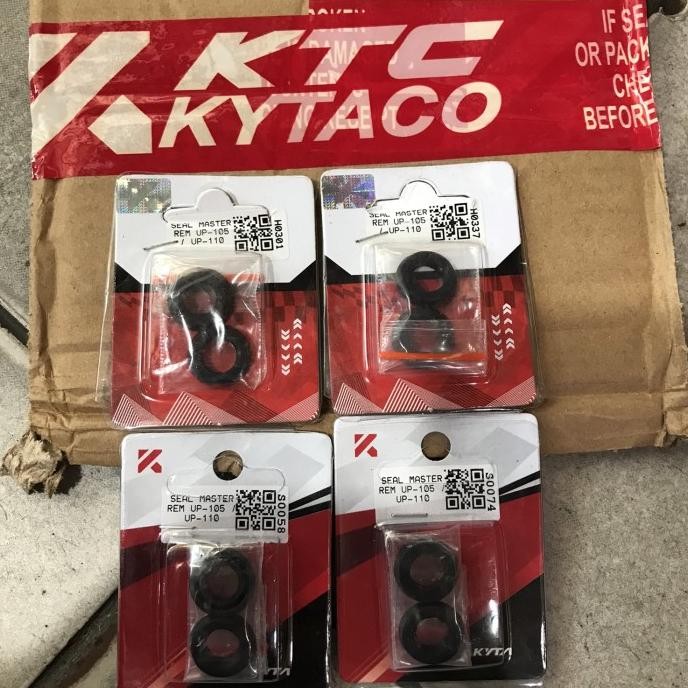 KTC
KYTACO
IF SE
OR PACK
CHE
BEFORE
SEAL MASTER
REM UP-105
/ UP-110
H0301
SEAL MASTER
REM UP-105
/ UP-110
H0337
SEAL MASTER
REM UP-105 /
UP-110
S0058
SEAL MASTER
REM UP-105 /
UP-110
S0074
KYTA
KYTA